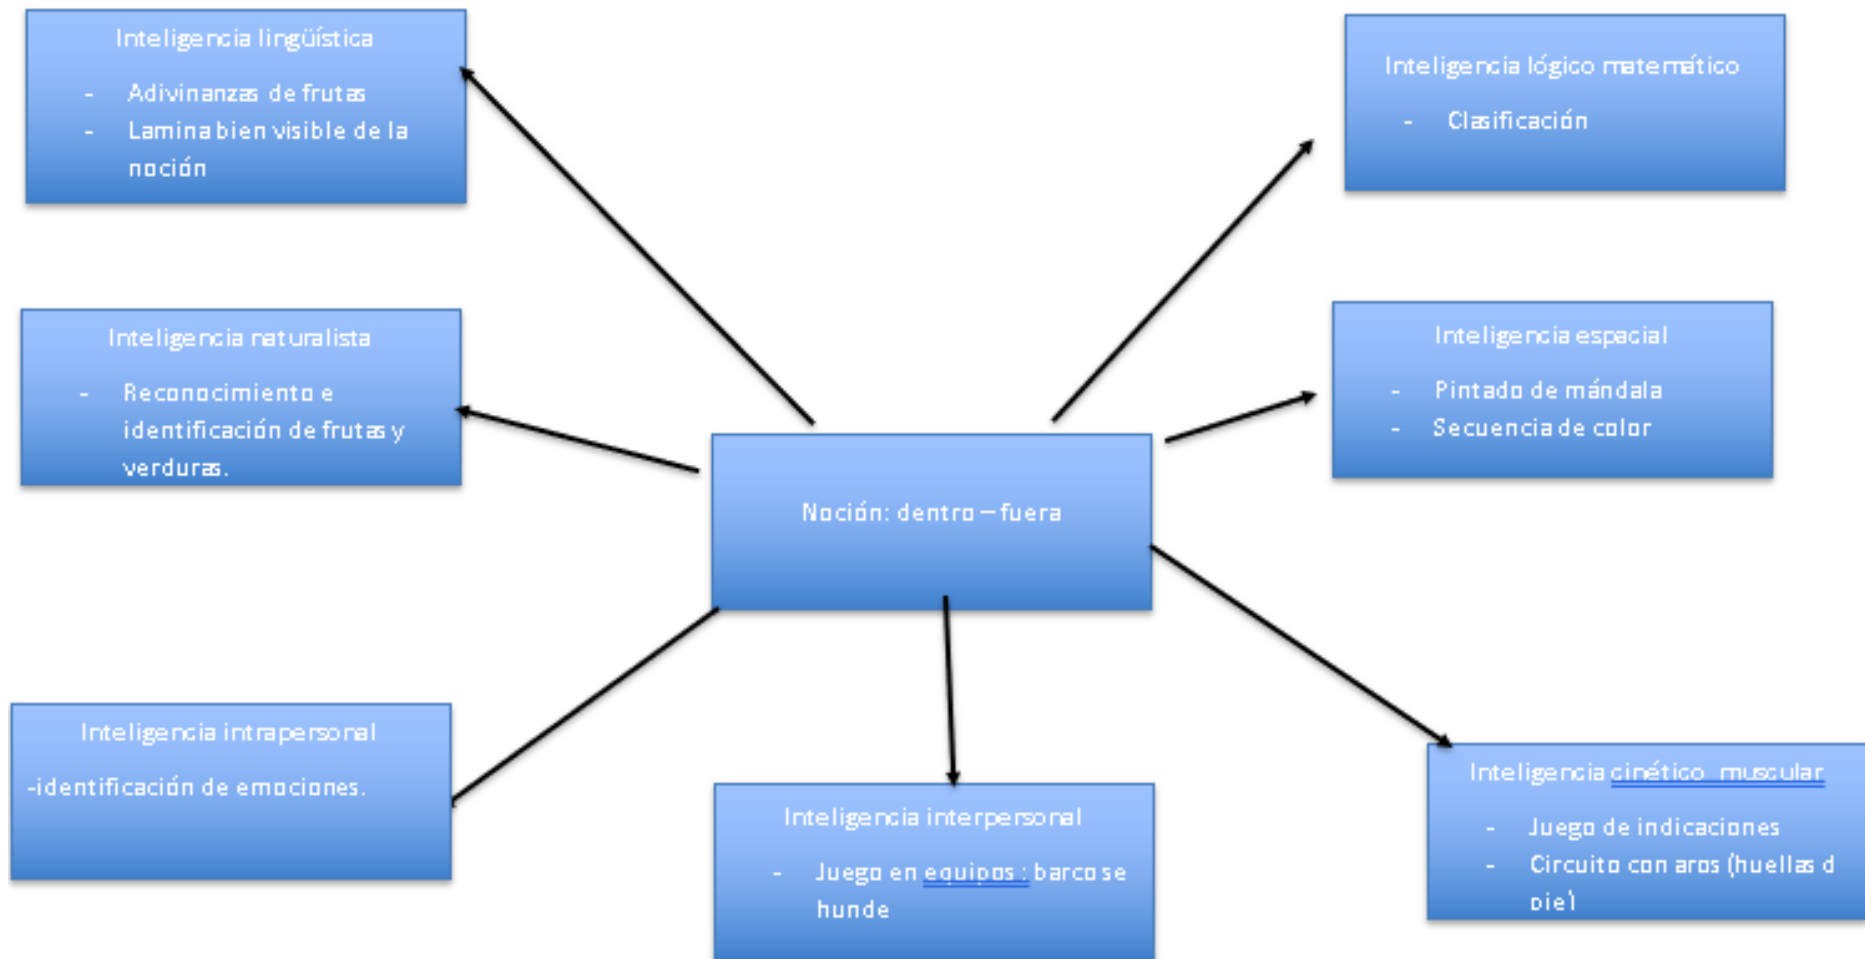 Inteligencia lingüística
- Adivinanzas de frutas
- Lamina bien visible de la
noción
Inteligencia lógico matemático
- Clasificación
Inteligencia naturalista
- Reconocimiento e
identificación de frutas y
verduras.
Inteligencia espacial
- Pintado de mándala
- Secuencia de color
Noción: dentro – fuera
Inteligencia intrapersonal
-identificación de emociones.
Inteligencia interpersonal
- Juego en equipos : barco se
hunde
Inteligencia cinético muscular
- Juego de indicaciones
- Circuito con aros (huellas d
pie)